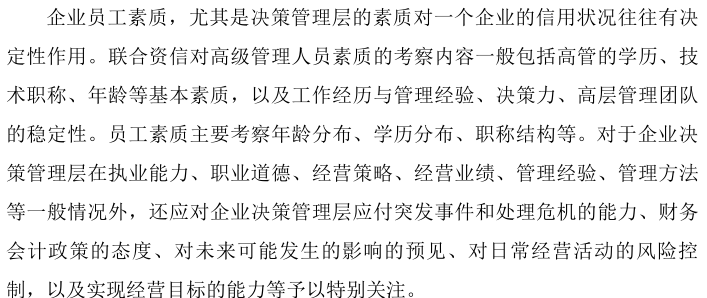 企业员工素质，尤其是决策管理层的素质对一个企业的信用状况往往有决
定性作用。联合资信对高级管理人员素质的考察内容一般包括高管的学历、技
术职称、年龄等基本素质，以及工作经历与管理经验、决策力、高层管理团队
的稳定性。员工素质主要考察年龄分布、学历分布、职称结构等。对于企业决
策管理层在执业能力、职业道德、经营策略、经营业绩、管理经验、管理方法
等一般情况外，还应对企业决策管理层应付突发事件和处理危机的能力、财务
会计政策的态度、对未来可能发生的影响的预见、对日常经营活动的风险控
制，以及实现经营目标的能力等予以特别关注。